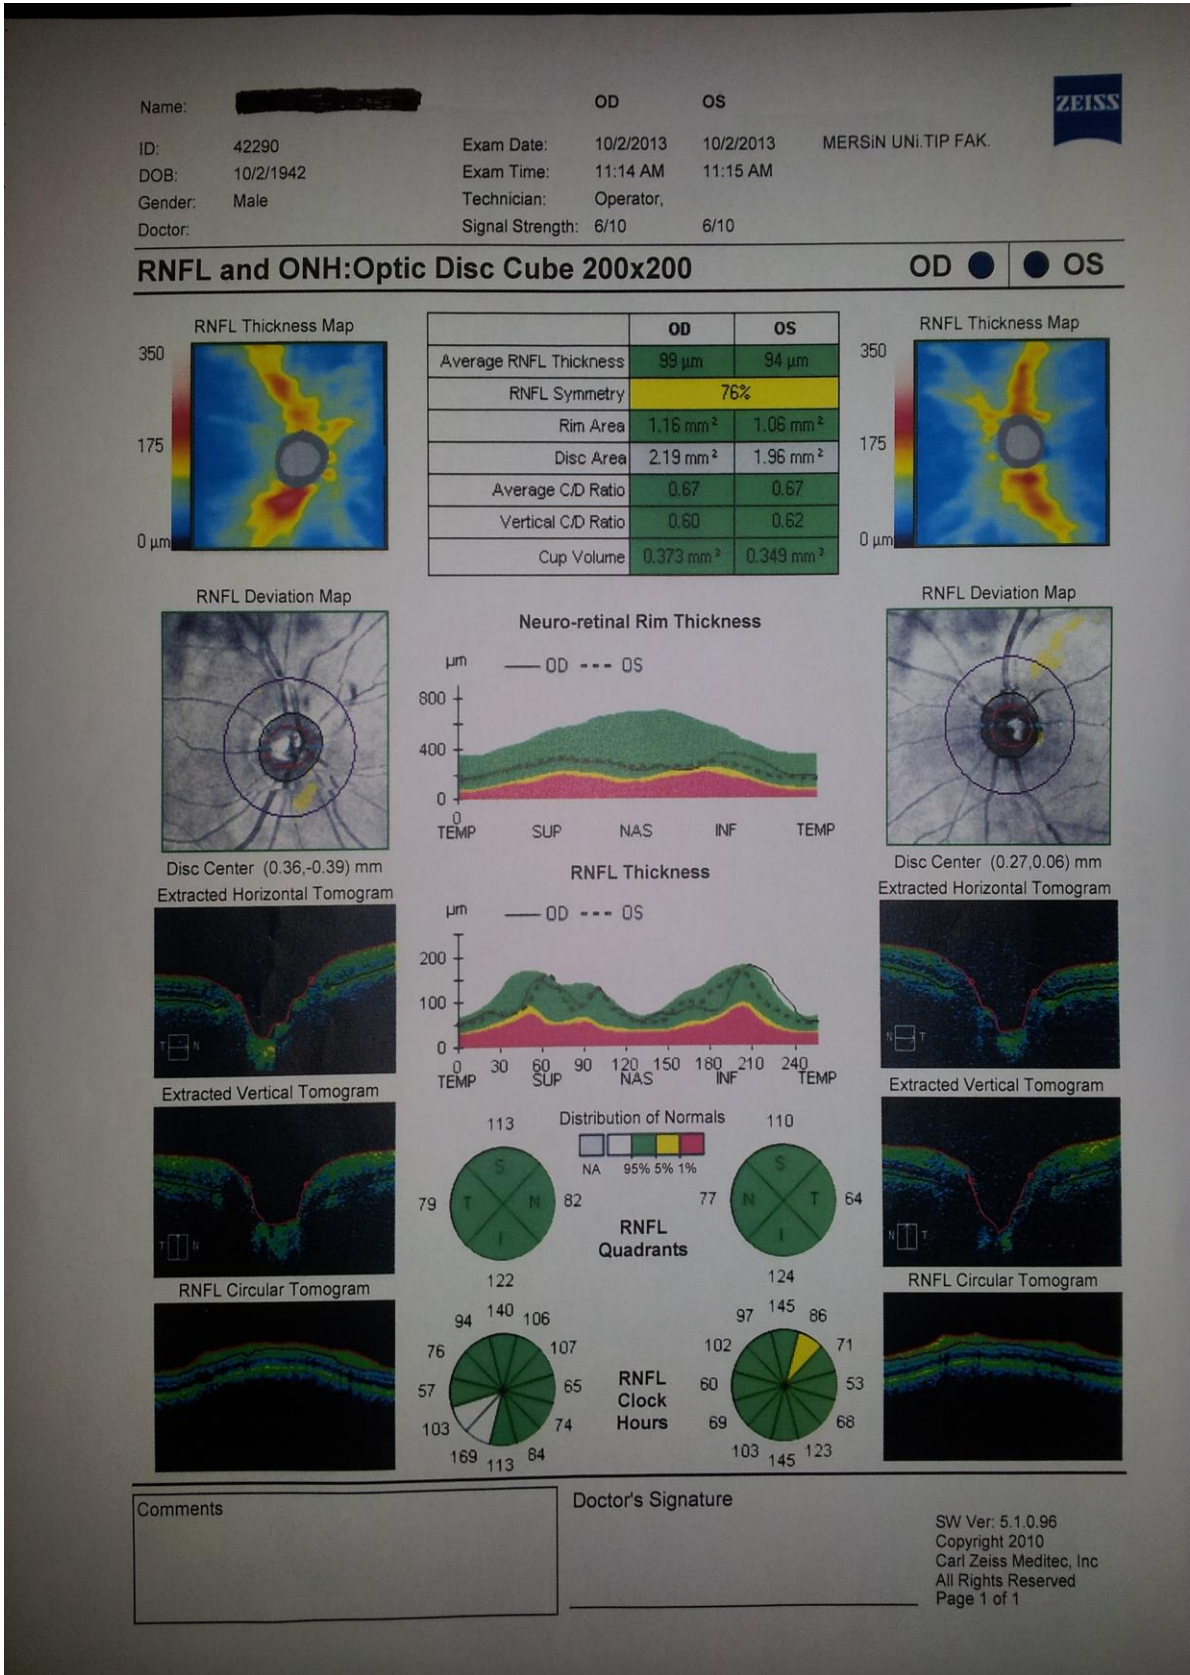 ZEISS
Name: OD OS
ID: 42290 Exam Date: 10/2/2013 10/2/2013 MERSiN UNi.TIP FAK.
DOB: 10/2/1942 Exam Time: 11:14 AM 11:15 AM
Gender: Male Technician: Operator,
Doctor: Signal Strength: 6/10 6/10
RNFL and ONH:Optic Disc Cube 200x200 OD OS
RNFL Thickness Map
350
175
0 µm
OD OS
Average RNFL Thickness 99 µm 94 µm
RNFL Symmetry 76%
Rim Area 1.16 mm² 1.06 mm²
Disc Area 2.19 mm² 1.96 mm²
Average C/D Ratio 0.67 0.67
Vertical C/D Ratio 0.60 0.62
Cup Volume 0.373 mm³ 0.349 mm³
RNFL Thickness Map
350
175
0 µm
RNFL Deviation Map
Disc Center (0.36,-0.39) mm
Neuro-retinal Rim Thickness
µm OD OS
800
400
0
0
TEMP SUP NAS INF TEMP
RNFL Deviation Map
Disc Center (0.27,0.06) mm
Extracted Horizontal Tomogram
T N
RNFL Thickness
µm OD OS
200
100
0
0 30 60 90 120 150 180 210 240
TEMP SUP NAS INF TEMP
Extracted Horizontal Tomogram
N T
Extracted Vertical Tomogram
T N
Distribution of Normals
NA 95% 5% 1%
113
79 S T N I 82
122
RNFL
Quadrants
110
77 S N T I 64
124
Extracted Vertical Tomogram
N T
RNFL Circular Tomogram
94 140 106
76 107
57 65
103 74
169 113 84
RNFL
Clock
Hours
97 145 86
102 71
60 53
69 68
103 145 123
RNFL Circular Tomogram
Comments
Doctor's Signature
SW Ver: 5.1.0.96
Copyright 2010
Carl Zeiss Meditec, Inc
All Rights Reserved
Page 1 of 1